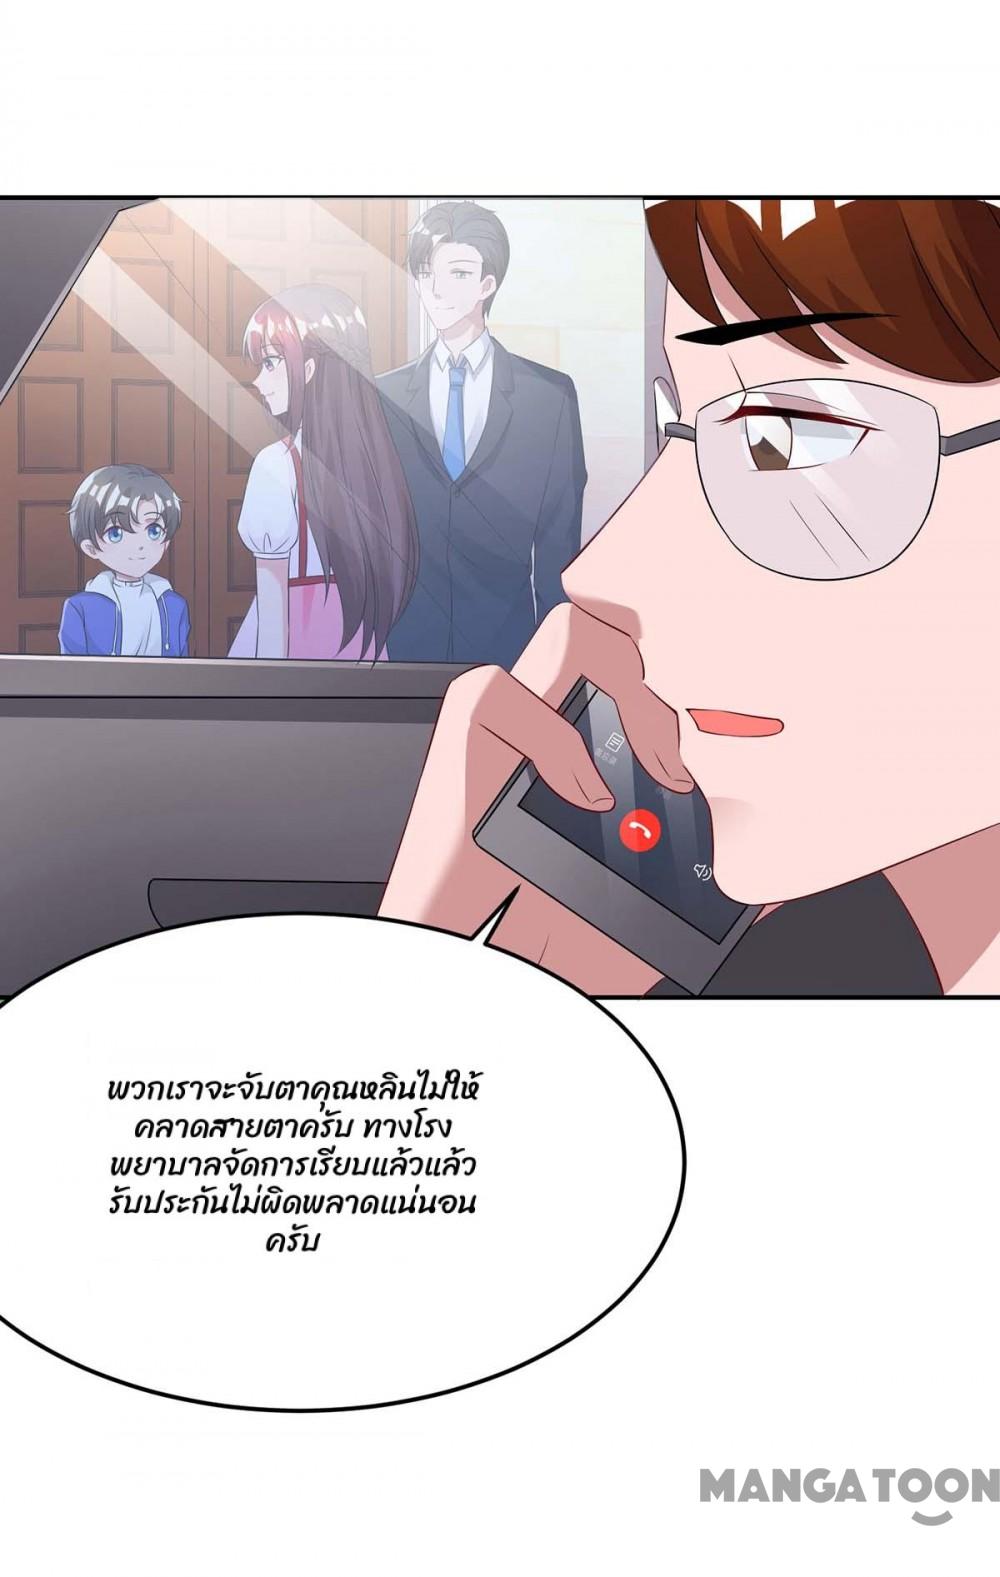 พวกเราจะจับตาคุณหลินไม่ให้
คลาดสายตาครับ ทางโรง
พยาบาลจัดการเรียบแล้วแล้ว
รับประกันไม่ผิดพลาดแน่นอน
ครับ
MANGATOON